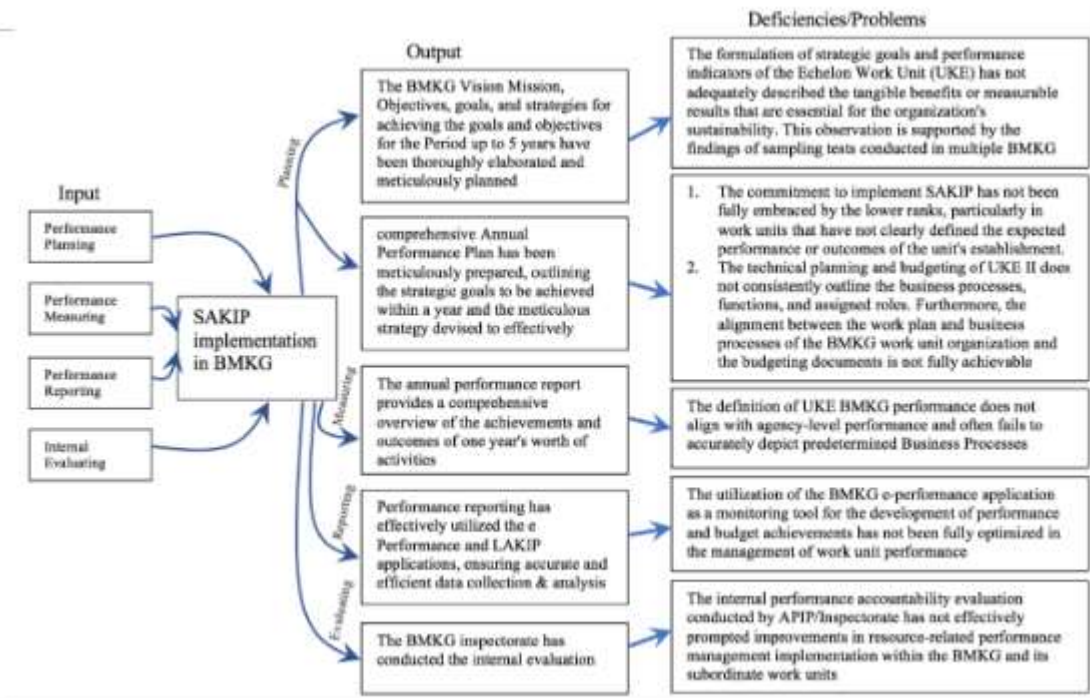 Input
Performance
Planning
Performance
Measuring
Performance
Reporting
Internal
Evaluating
SAKIP
implementation
in BMKG
Planning
Measuring
Reporting
Evaluating
Output
The BMKG Vision Mission,
Objectives, goals, and strategies for
achieving the goals and objectives
for the Period up to 5 years have
been thoroughly elaborated and
meticulously planned
comprehensive Annual
Performance Plan has been
meticulously prepared, outlining
the strategic goals to be achieved
within a year and the meticulous
strategy devised to effectively
The annual performance report
provides a comprehensive
overview of the achievements and
outcomes of one year's worth of
activities
Performance reporting has
effectively utilized the e
Performance and LAKIP
applications, ensuring accurate and
efficient data collection & analysis
The BMKG inspectorate has
conducted the internal evaluation
Deficiencies/Problems
The formulation of strategic goals and performance
indicators of the Echelon Work Unit (UKE) has not
adequately described the tangible benefits or measurable
results that are essential for the organization's
sustainability. This observation is supported by the
findings of sampling tests conducted in multiple BMKG
1. The commitment to implement SAKIP has not been
fully embraced by the lower ranks, particularly in
work units that have not clearly defined the expected
performance or outcomes of the unit's establishment.
2. The technical planning and budgeting of UKE II does
not consistently outline the business processes,
functions, and assigned roles. Furthermore, the
alignment between the work plan and business
processes of the BMKG work unit organization and
the budgeting documents is not fully achievable
The definition of UKE BMKG performance does not
align with agency-level performance and often fails to
accurately depict predetermined Business Processes
The utilization of the BMKG e-performance application
as a monitoring tool for the development of performance
and budget achievements has not been fully optimized in
the management of work unit performance
The internal performance accountability evaluation
conducted by APIP/Inspectorate has not effectively
prompted improvements in resource-related performance
management implementation within the BMKG and its
subordinate work units